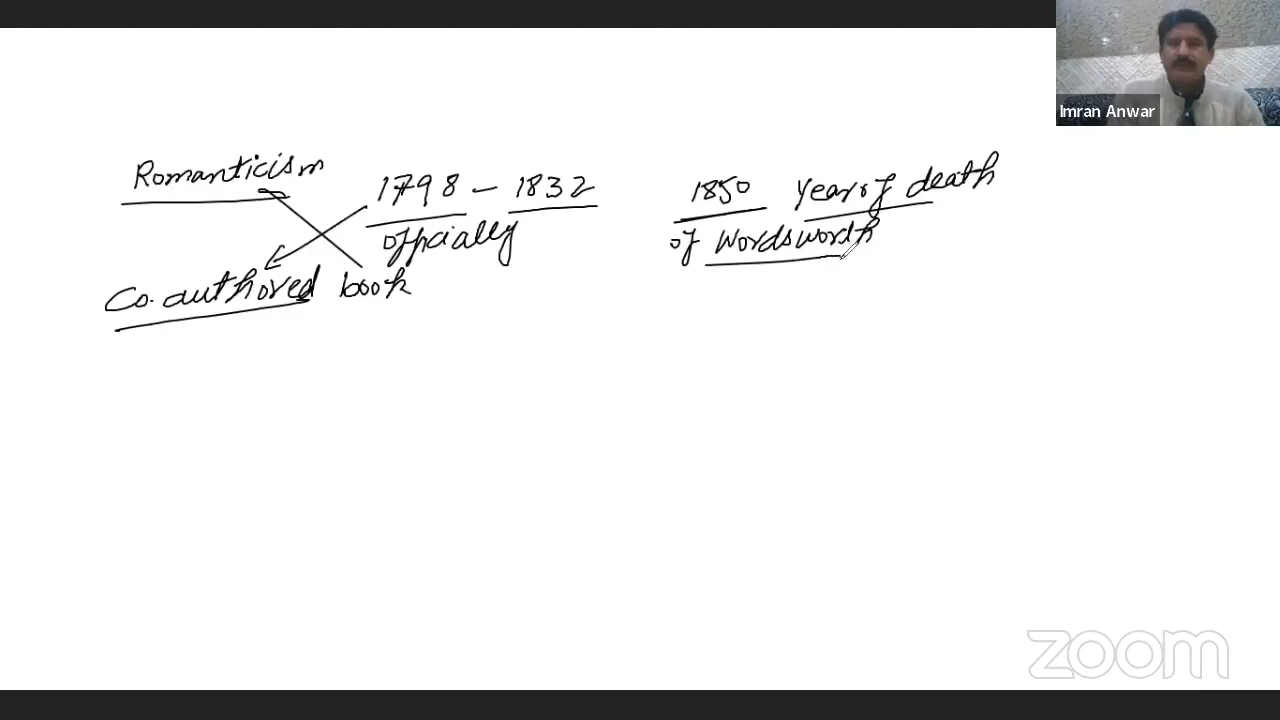 Imran Anwar
Romanticism
1798 - 1832
officially
Co-authored book
1850 year of death
of Wordsworth
zoom